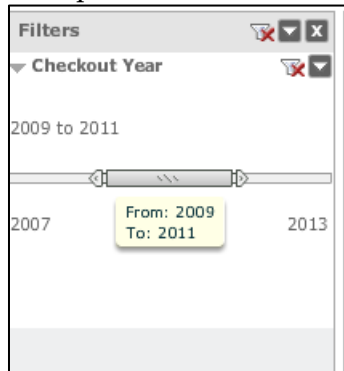 Filters
Checkout Year
2009 to 2011
From: 2009
To: 2011
2007
2013